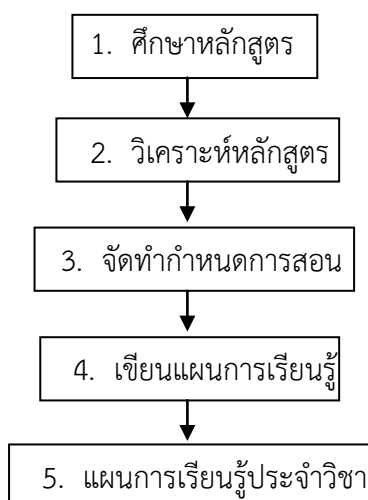 1. ศึกษาหลักสูตร
2. วิเคราะห์หลักสูตร
3. จัดทำกำหนดการสอน
4. เขียนแผนการเรียนรู้
5. แผนการเรียนรู้ประจำวิชา